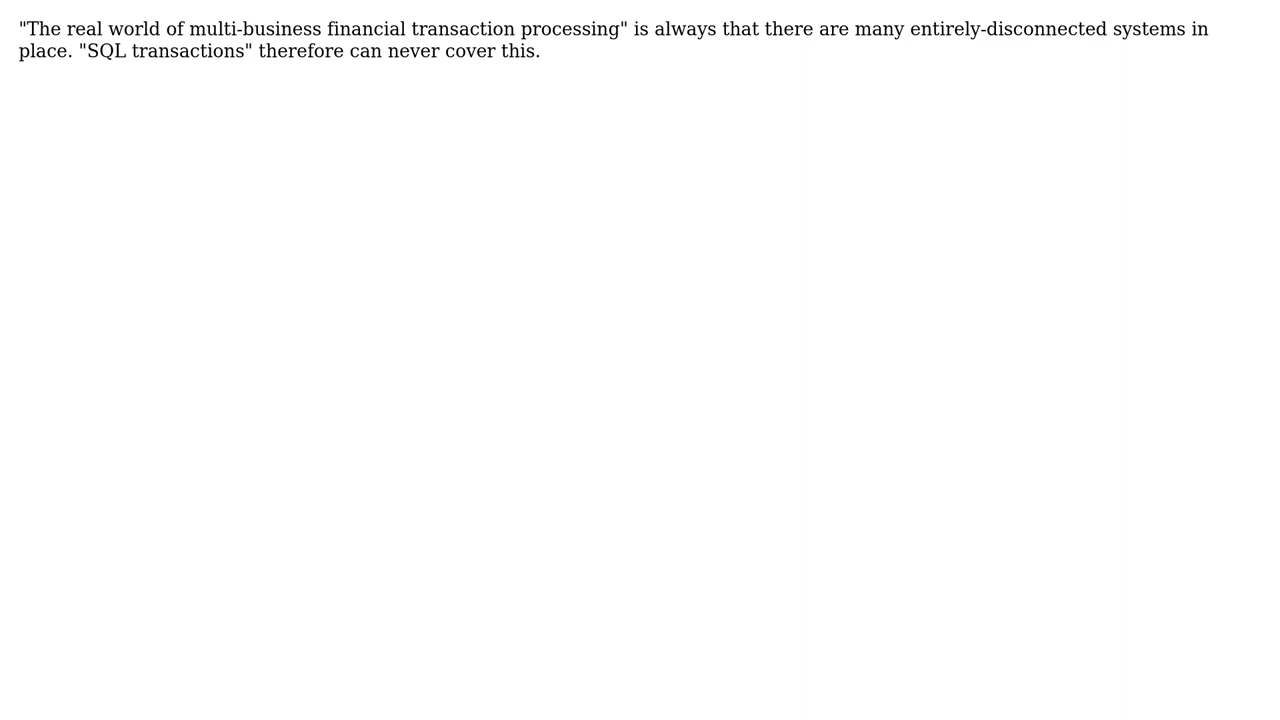 "The real world of multi-business financial transaction processing" is always that there are many entirely-disconnected systems in
place. "SQL transactions" therefore can never cover this.